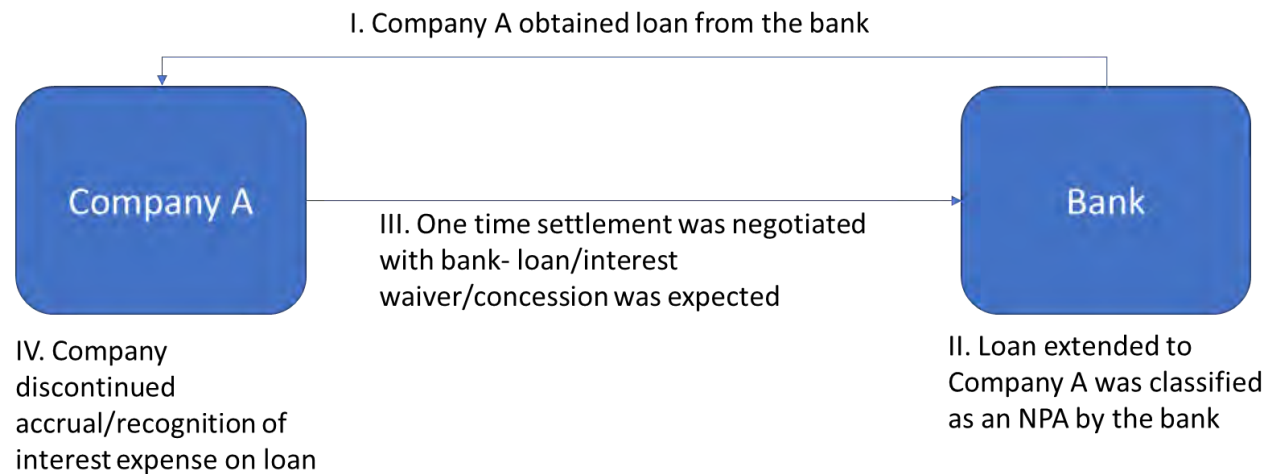 I. Company A obtained loan from the bank
Company A
Bank
III. One time settlement was negotiated
with bank- loan/interest
waiver/concession was expected
IV. Company
discontinued
accrual/recognition of
interest expense on loan
II. Loan extended to
Company A was classified
as an NPA by the bank